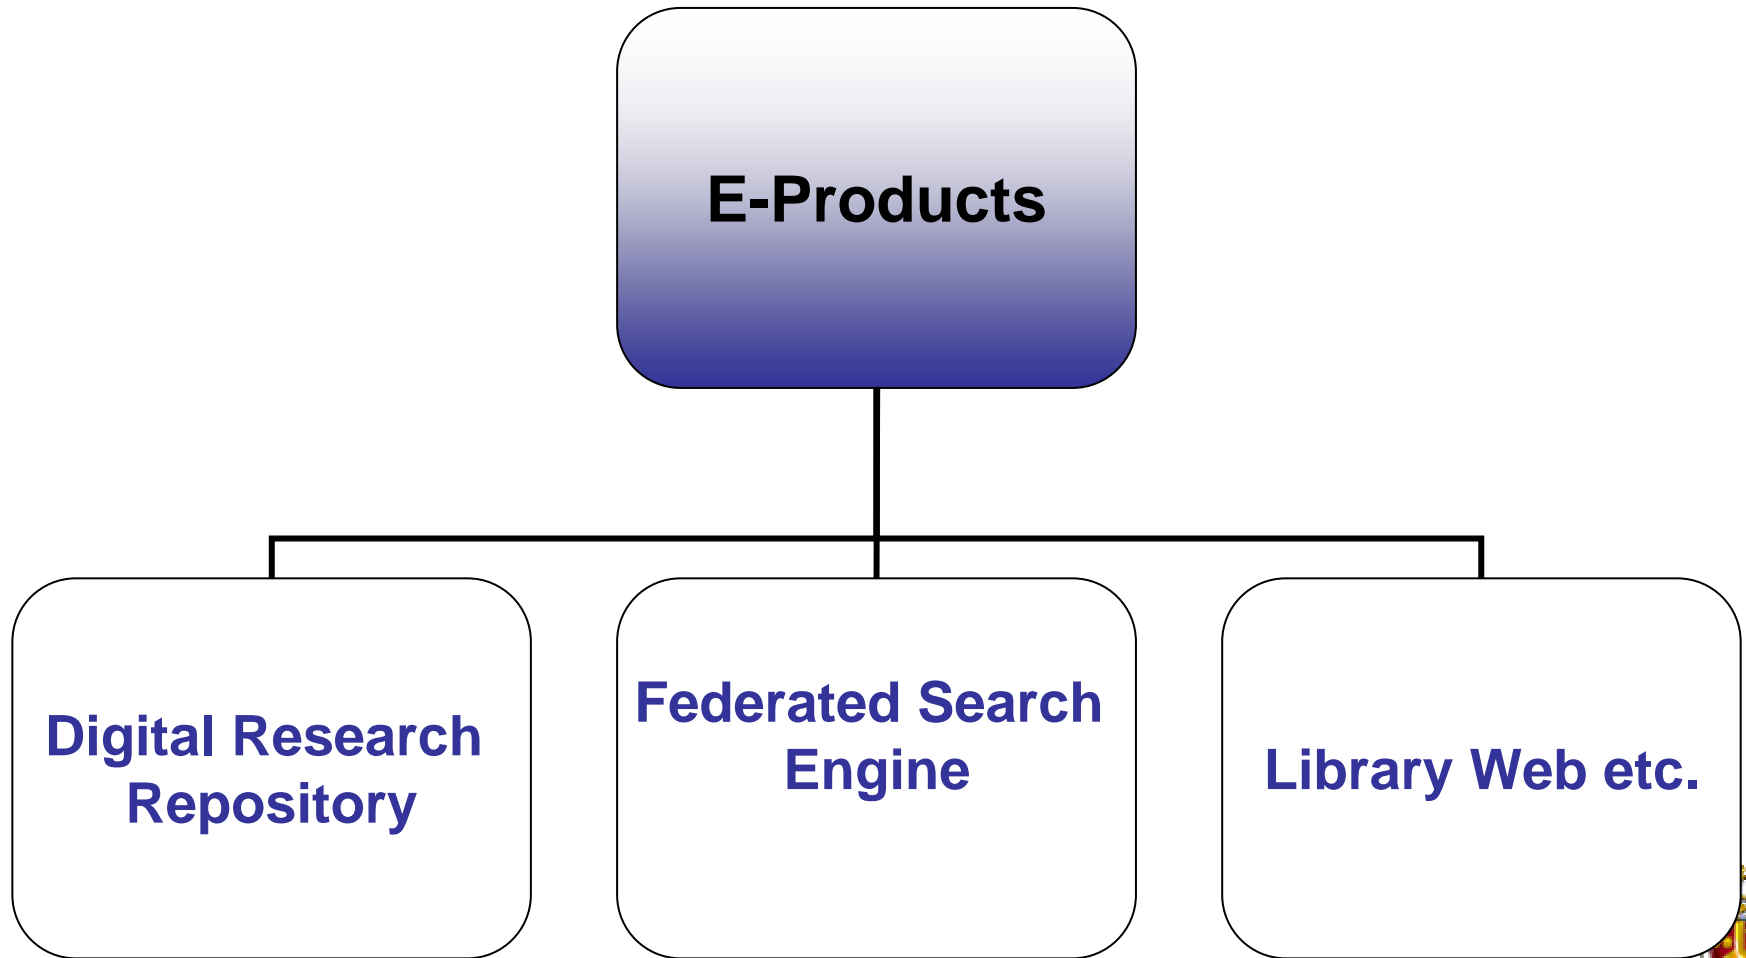 E-Products
Digital Research
Repository
Federated Search
Engine
Library Web etc.